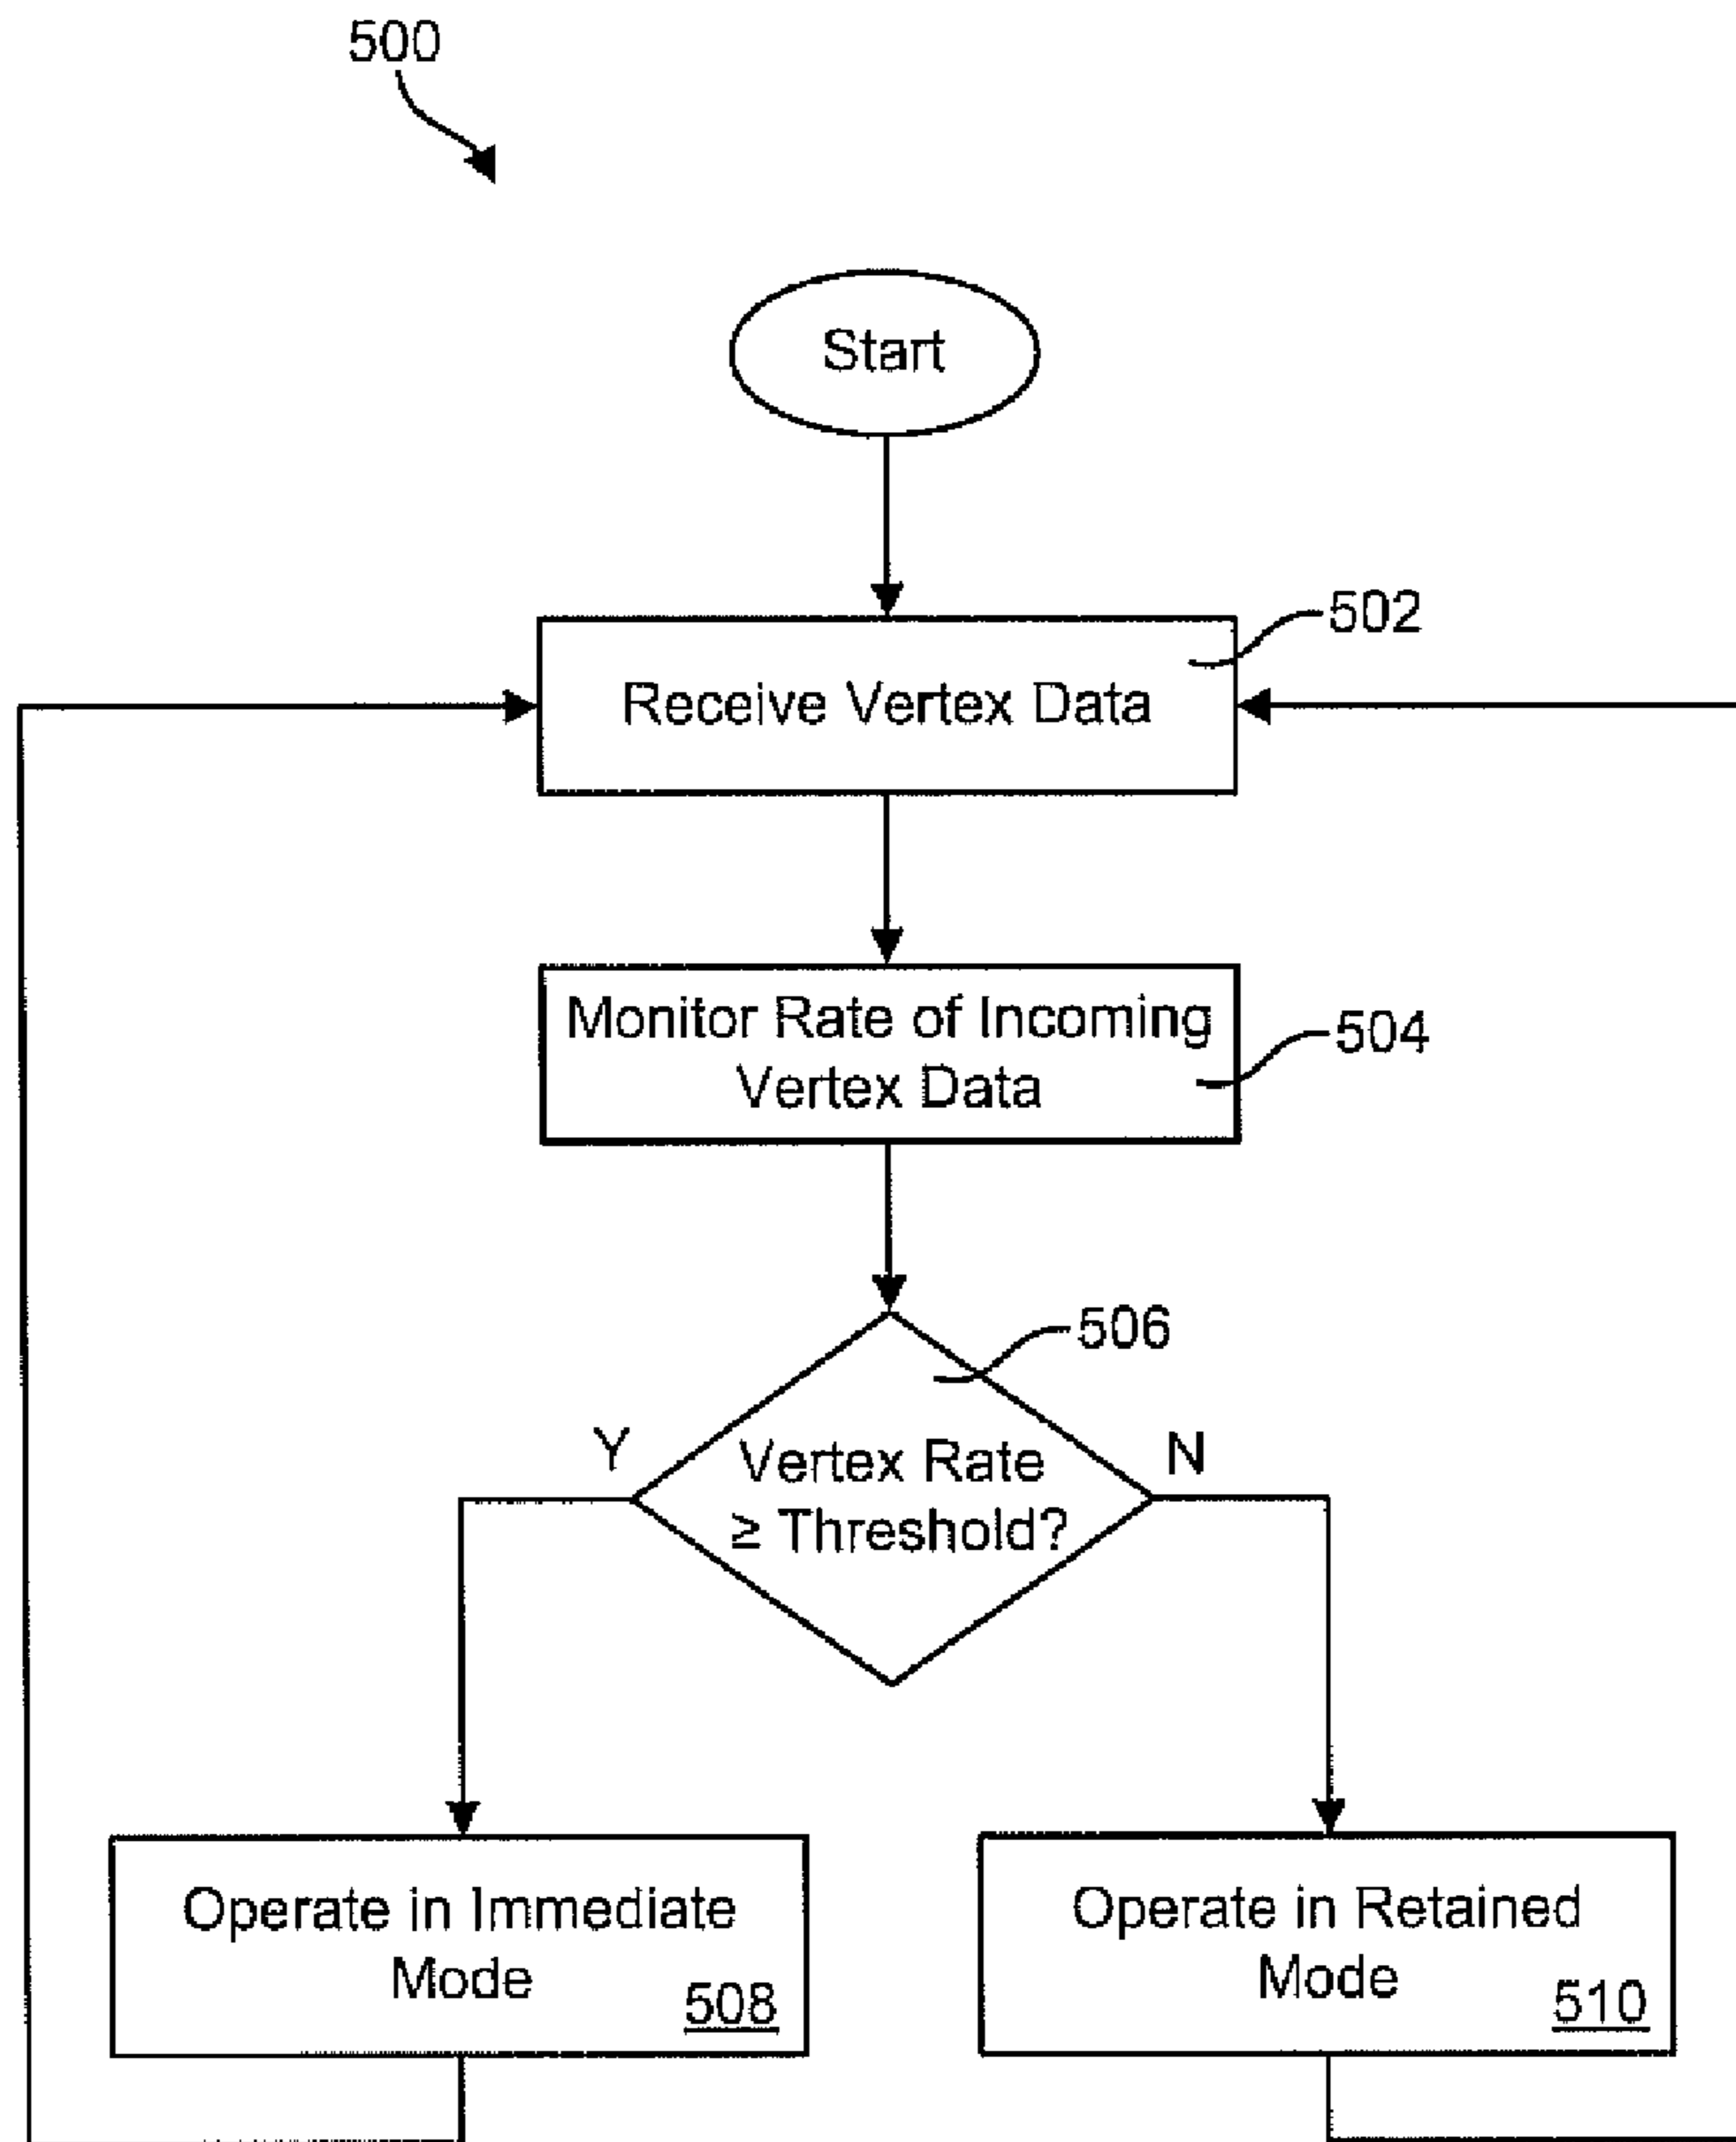 500
Start
502
Receive Vertex Data
Monitor Rate of Incoming
Vertex Data
504
506
Y
N
Vertex Rate
≥ Threshold?
Operate in Immediate
Mode
508
Operate in Retained
Mode
510